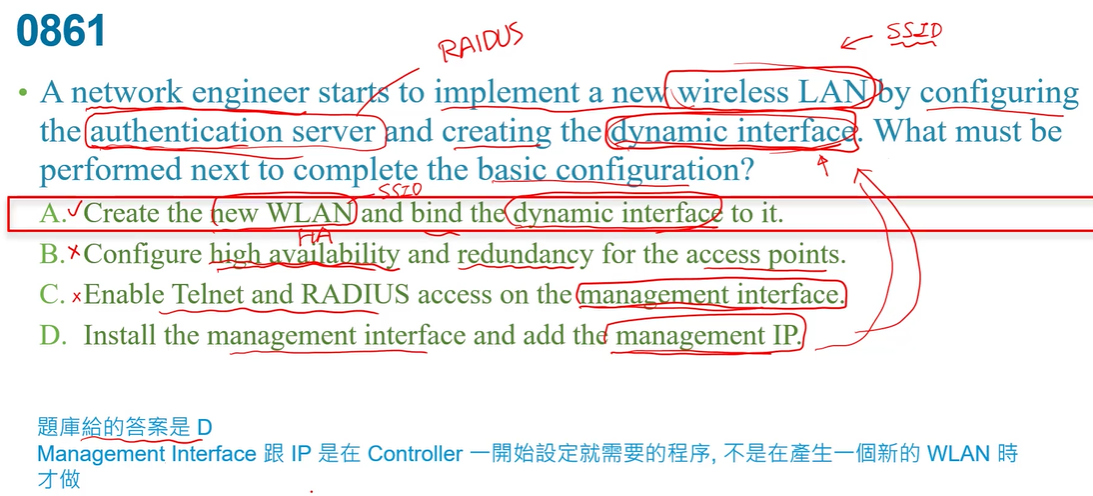 0861
RAIDUS
SSID
• A network engineer starts to implement a new wireless LAN by configuring
the authentication server and creating the dynamic interface. What must be
performed next to complete the basic configuration?
SSID
A. ✓ Create the new WLAN and bind the dynamic interface to it.
HA
B. × Configure high availability and redundancy for the access points.
C. × Enable Telnet and RADIUS access on the management interface.
D. Install the management interface and add the management IP.
題庫給的答案是 D
Management Interface 跟 IP 是在 Controller 一開始設定就需要的程序, 不是在產生一個新的 WLAN 時
才做